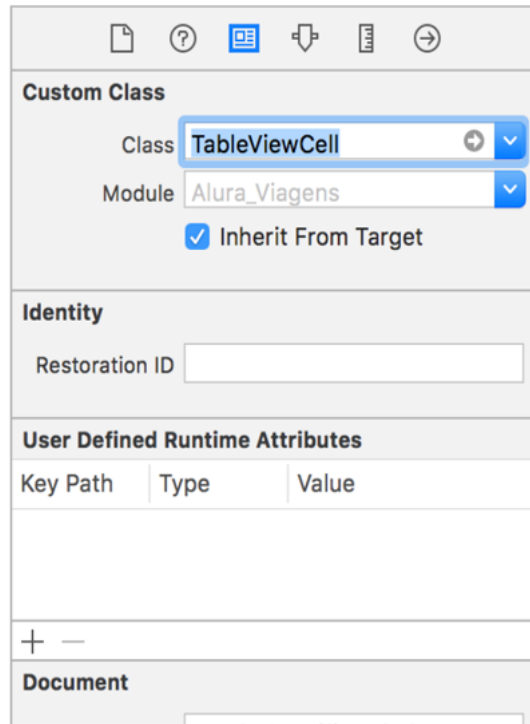 Custom Class
Class TableViewCell
Module Alura_Viagens
Inherit From Target
Identity
Restoration ID
User Defined Runtime Attributes
Key Path Type Value
Document